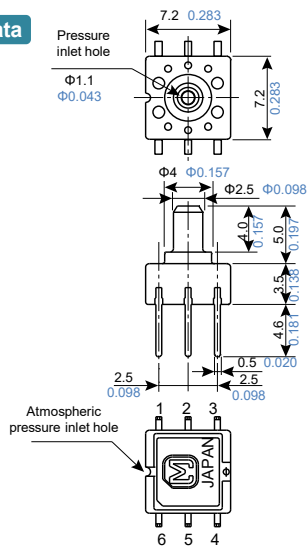 ata
7.2 0.283
Pressure
inlet hole
Φ1.1
Φ0.043
7.2
0.283
Φ4 Φ0.157
Φ2.5 Φ0.098
4.0
0.157
5.0
0.197
3.5
0.138
4.6
0.181
0.5 0.020
2.5
0.098
2.5
0.098
Atmospheric
pressure inlet hole
1 2 3
M
JAPAN
6 5 4